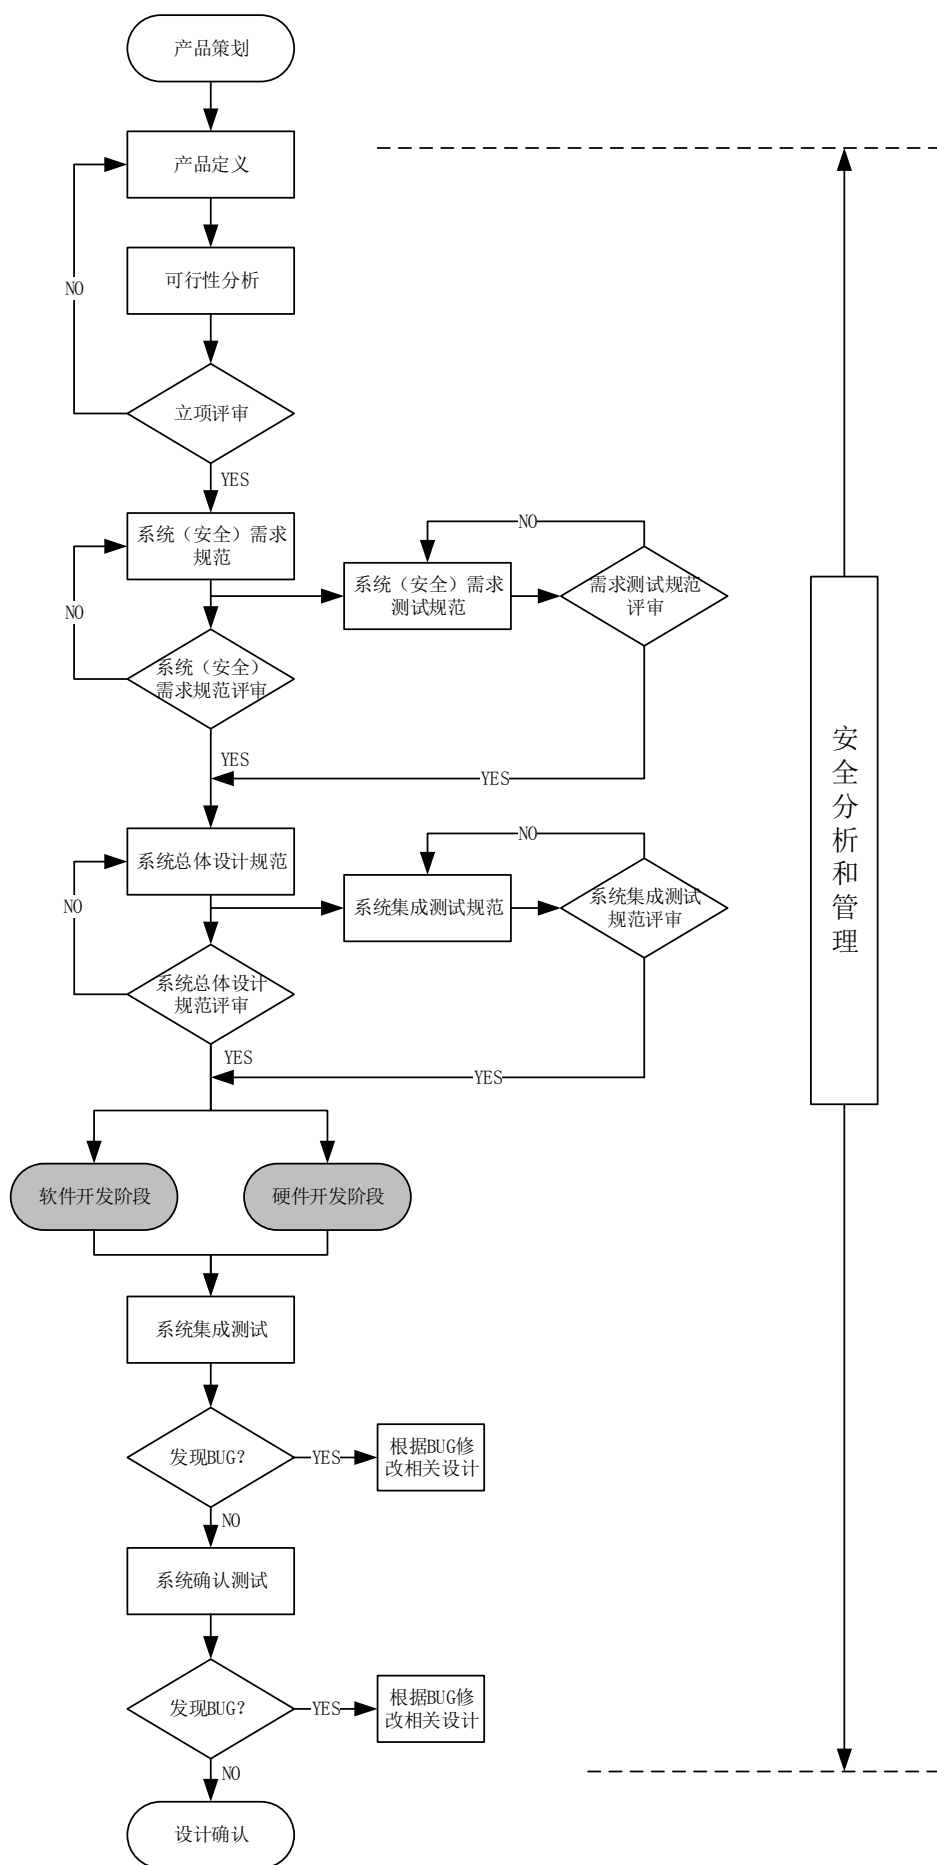 产品策划
产品定义
可行性分析
NO
立项评审
YES
系统（安全）需求
规范
NO
系统（安全）需求
测试规范
需求测试规范
评审
NO
系统（安全）
需求规范评审
YES
YES
系统总体设计规范
NO
系统集成测试规范
系统集成测试
规范评审
NO
系统总体设计
规范评审
YES
YES
软件开发阶段
硬件开发阶段
系统集成测试
发现BUG?
YES
根据BUG修
改相关设计
NO
系统确认测试
发现BUG?
YES
根据BUG修
改相关设计
NO
设计确认
安
全
分
析
和
管
理